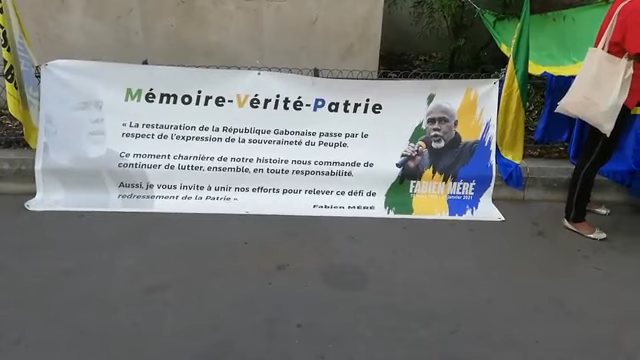 Mémoire-Vérité-Patrie
« La restauration de la République Gabonaise passe par le
respect de l'expression de la souveraineté du Peuple.
Ce moment charnière de notre histoire nous commande de
continuer de lutter, ensemble, en toute responsabilité.
Aussi, je vous invite à unir nos efforts pour relever ce défi de
redressement de la Patrie »
Fabien MÉRÉ
FABIEN MÉRÉ
janvier 2021